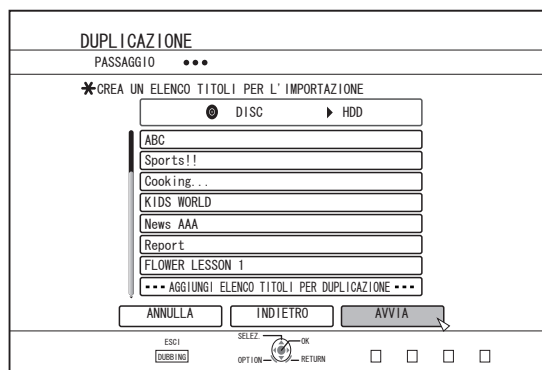 DUPLICAZIONE
PASSAGGIO
CREA UN ELENCO TITOLI PER L'IMPORTAZIONE
DISC HDD
ABC
Sports!!
Cooking...
KIDS WORLD
News AAA
Report
FLOWER LESSON 1
--- AGGIUNGI ELENCO TITOLI PER DUPLICAZIONE ---
ANNULLA INDIETRO AVVIA
ESCI SELEZ. OK
DUBBING OPTION RETURN